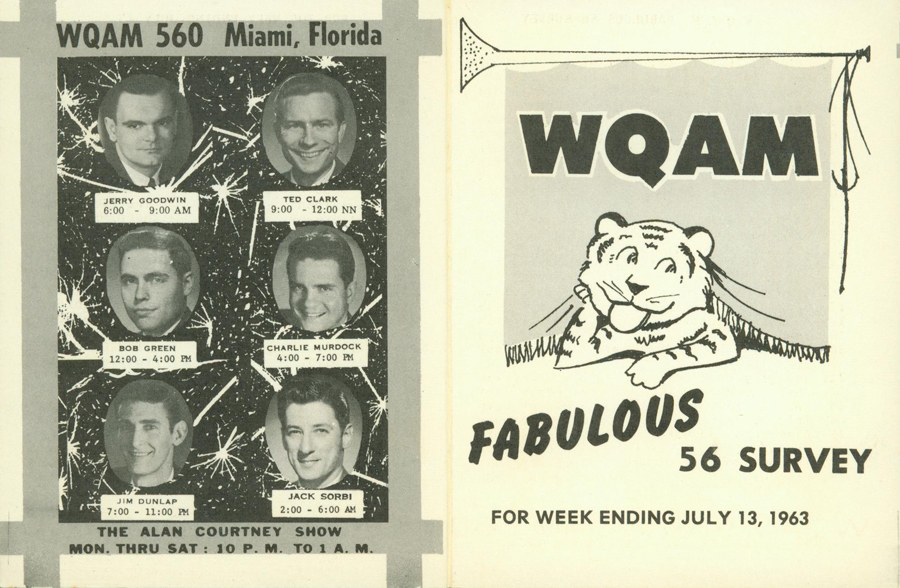 WQAM 560 Miami, Florida
JERRY GOODWIN
6:00 - 9:00 AM
TED CLARK
9:00 - 12:00 NN
BOB GREEN
12:00 - 4:00 PM
CHARLIE MURDOCK
4:00 - 7:00 PM
JIM DUNLAP
7:00 - 11:00 PM
JACK SORBI
2:00 - 6:00 AM
THE ALAN COURTNEY SHOW
MON. THRU SAT : 10 P. M. TO 1 A. M.
WQAM
FABULOUS
56 SURVEY
FOR WEEK ENDING JULY 13, 1963